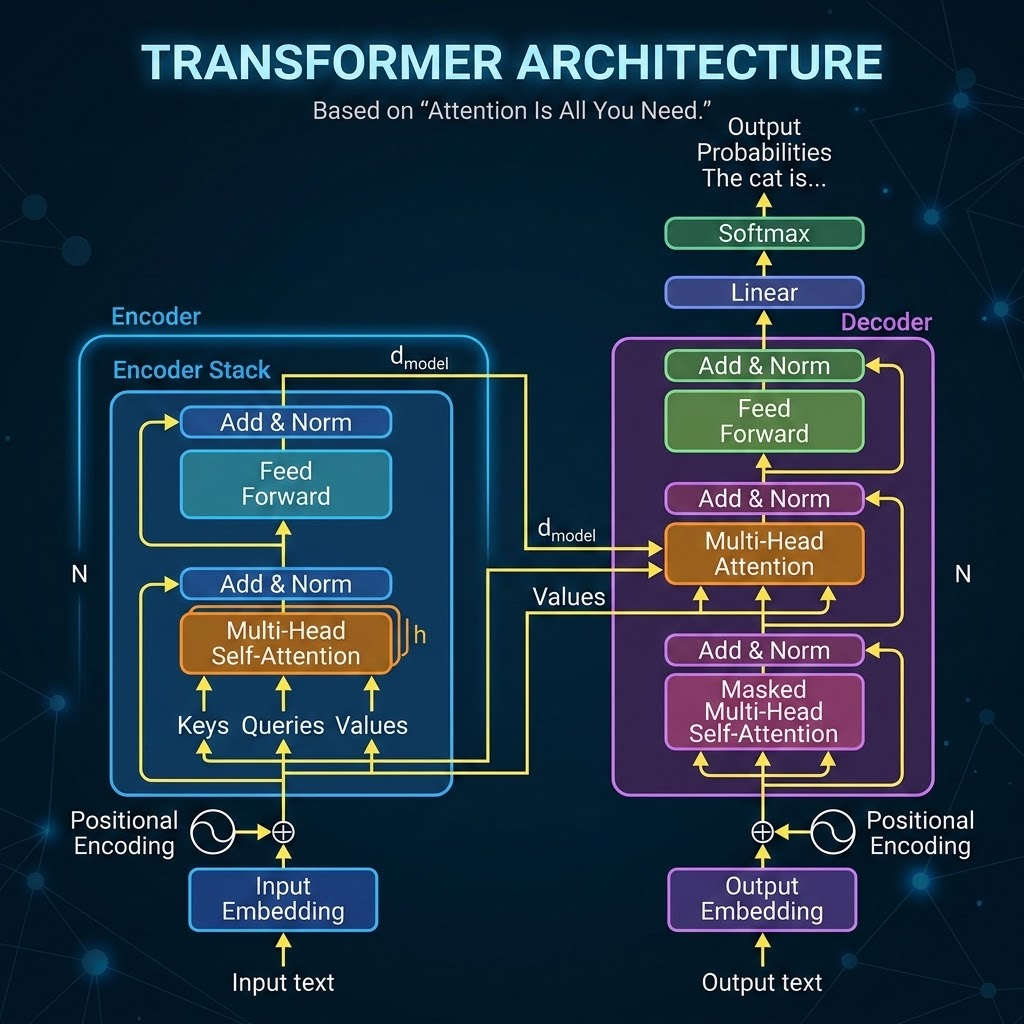 TRANSFORMER ARCHITECTURE
Based on “Attention Is All You Need.”
Output
Probabilities
The cat is...
Softmax
Linear
Encoder
Encoder Stack
d_model
Add & Norm
Feed
Forward
N
Add & Norm
Multi-Head
Self-Attention
h
Keys Queries Values
Positional
Encoding
Input
Embedding
Input text
d_model
Values
Decoder
Add & Norm
Feed
Forward
Add & Norm
Multi-Head
Attention
N
Add & Norm
Masked
Multi-Head
Self-Attention
Positional
Encoding
Output
Embedding
Output text